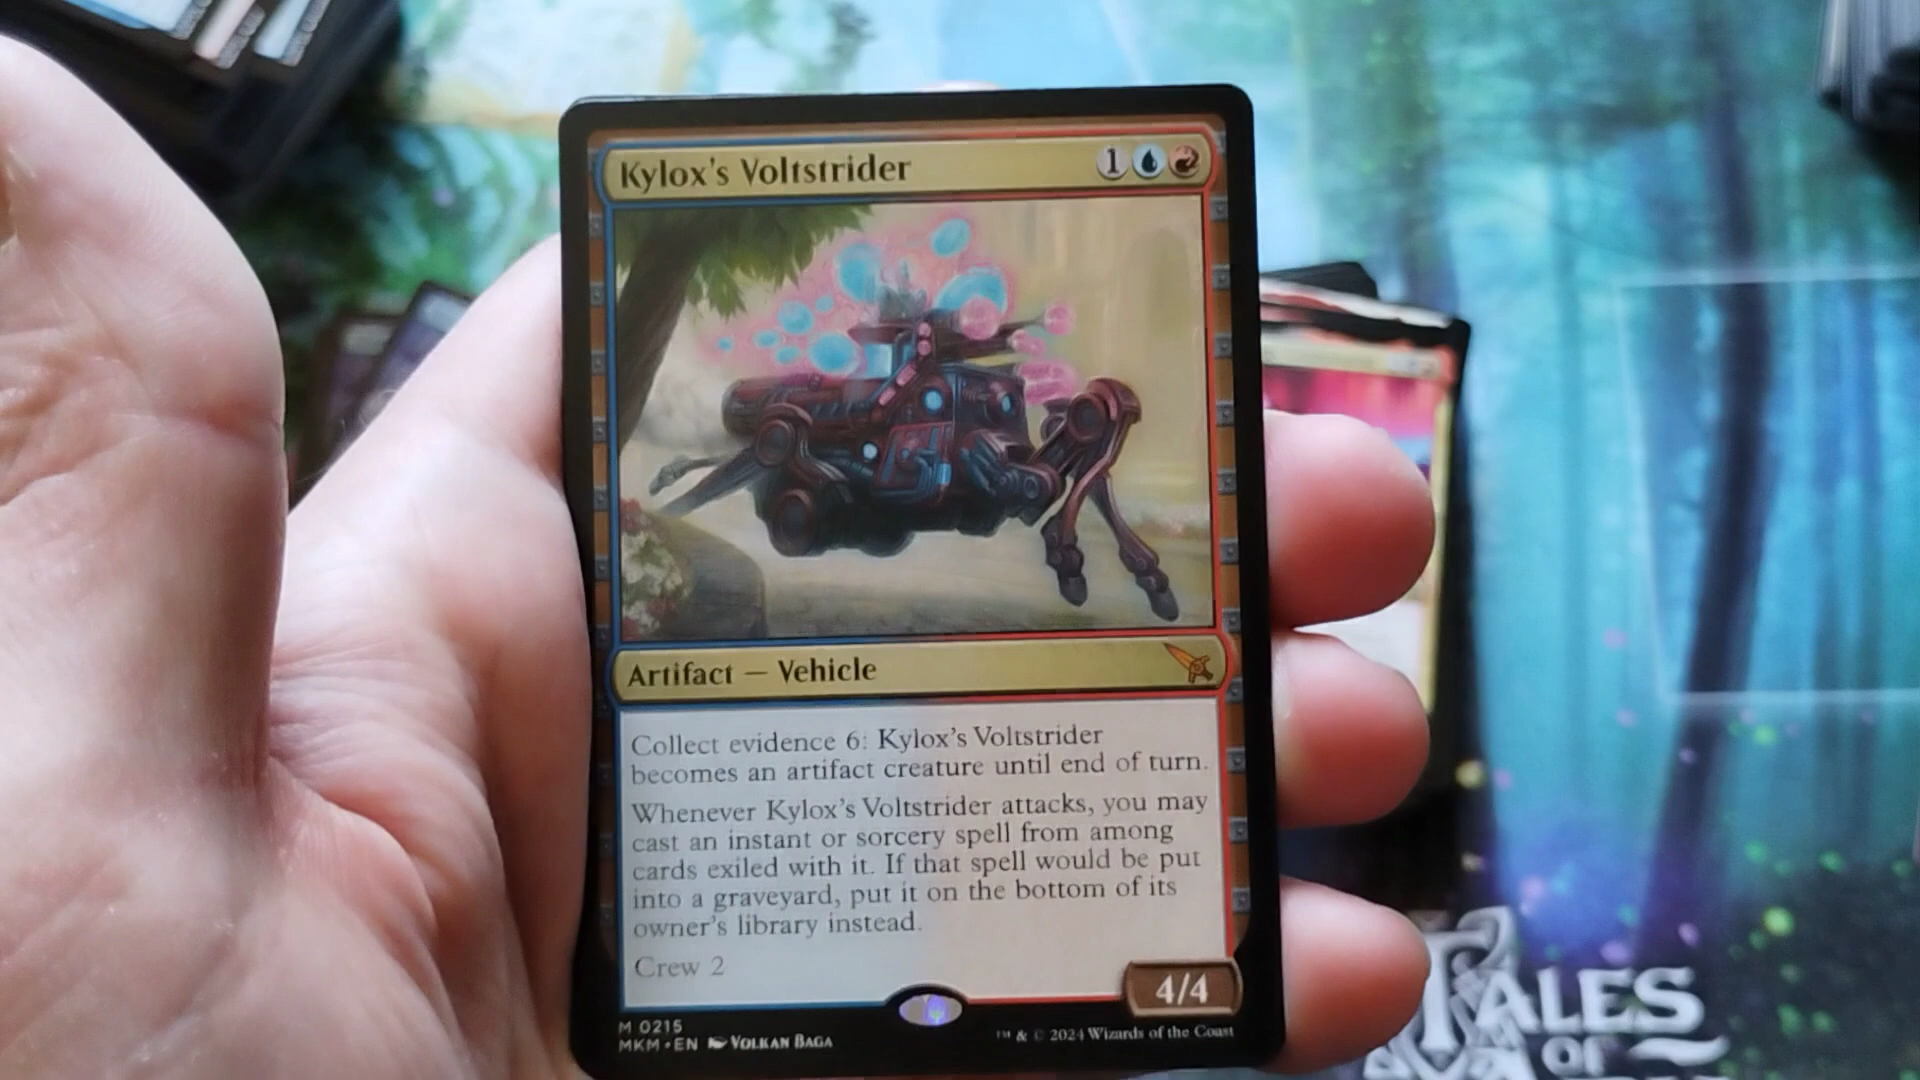 Kylox's Voltstrider 1
Artifact — Vehicle
Collect evidence 6: Kylox's Voltstrider
becomes an artifact creature until end of turn.
Whenever Kylox's Voltstrider attacks, you may
cast an instant or sorcery spell from among
cards exiled with it. If that spell would be put
into a graveyard, put it on the bottom of its
owner's library instead.
Crew 2
4/4
M 0215
MKM • EN VOLKAN BAGA
™ & © 2024 Wizards of the Coast
TALES
OF